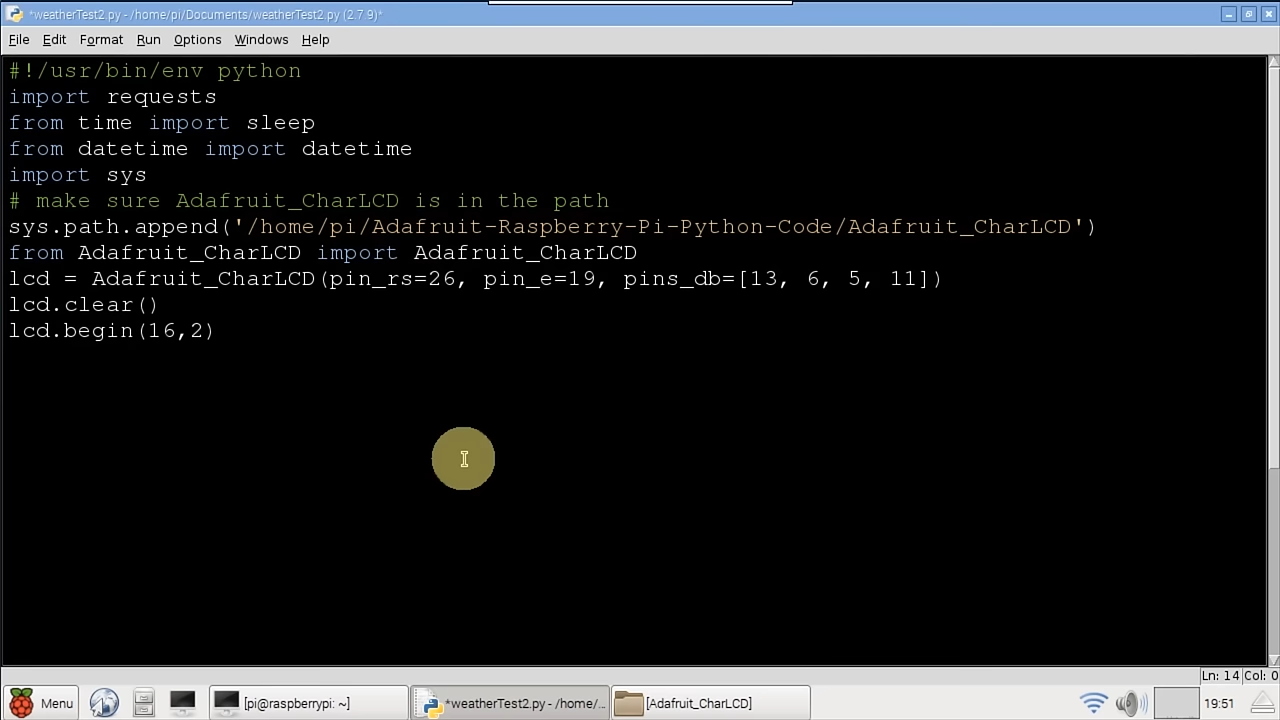 *weatherTest2.py - /home/pi/Documents/weatherTest2.py (2.7.9)*
File Edit Format Run Options Windows Help
#!/usr/bin/env python
import requests
from time import sleep
from datetime import datetime
import sys
# make sure Adafruit_CharLCD is in the path
sys.path.append('/home/pi/Adafruit-Raspberry-Pi-Python-Code/Adafruit_CharLCD')
from Adafruit_CharLCD import Adafruit_CharLCD
lcd = Adafruit_CharLCD(pin_rs=26, pin_e=19, pins_db=[13, 6, 5, 11])
lcd.clear()
lcd.begin(16,2)
Ln: 14 Col: 0
Menu [pi@raspberrypi: ~] *weatherTest2.py - /home/... [Adafruit_CharLCD] 19:51